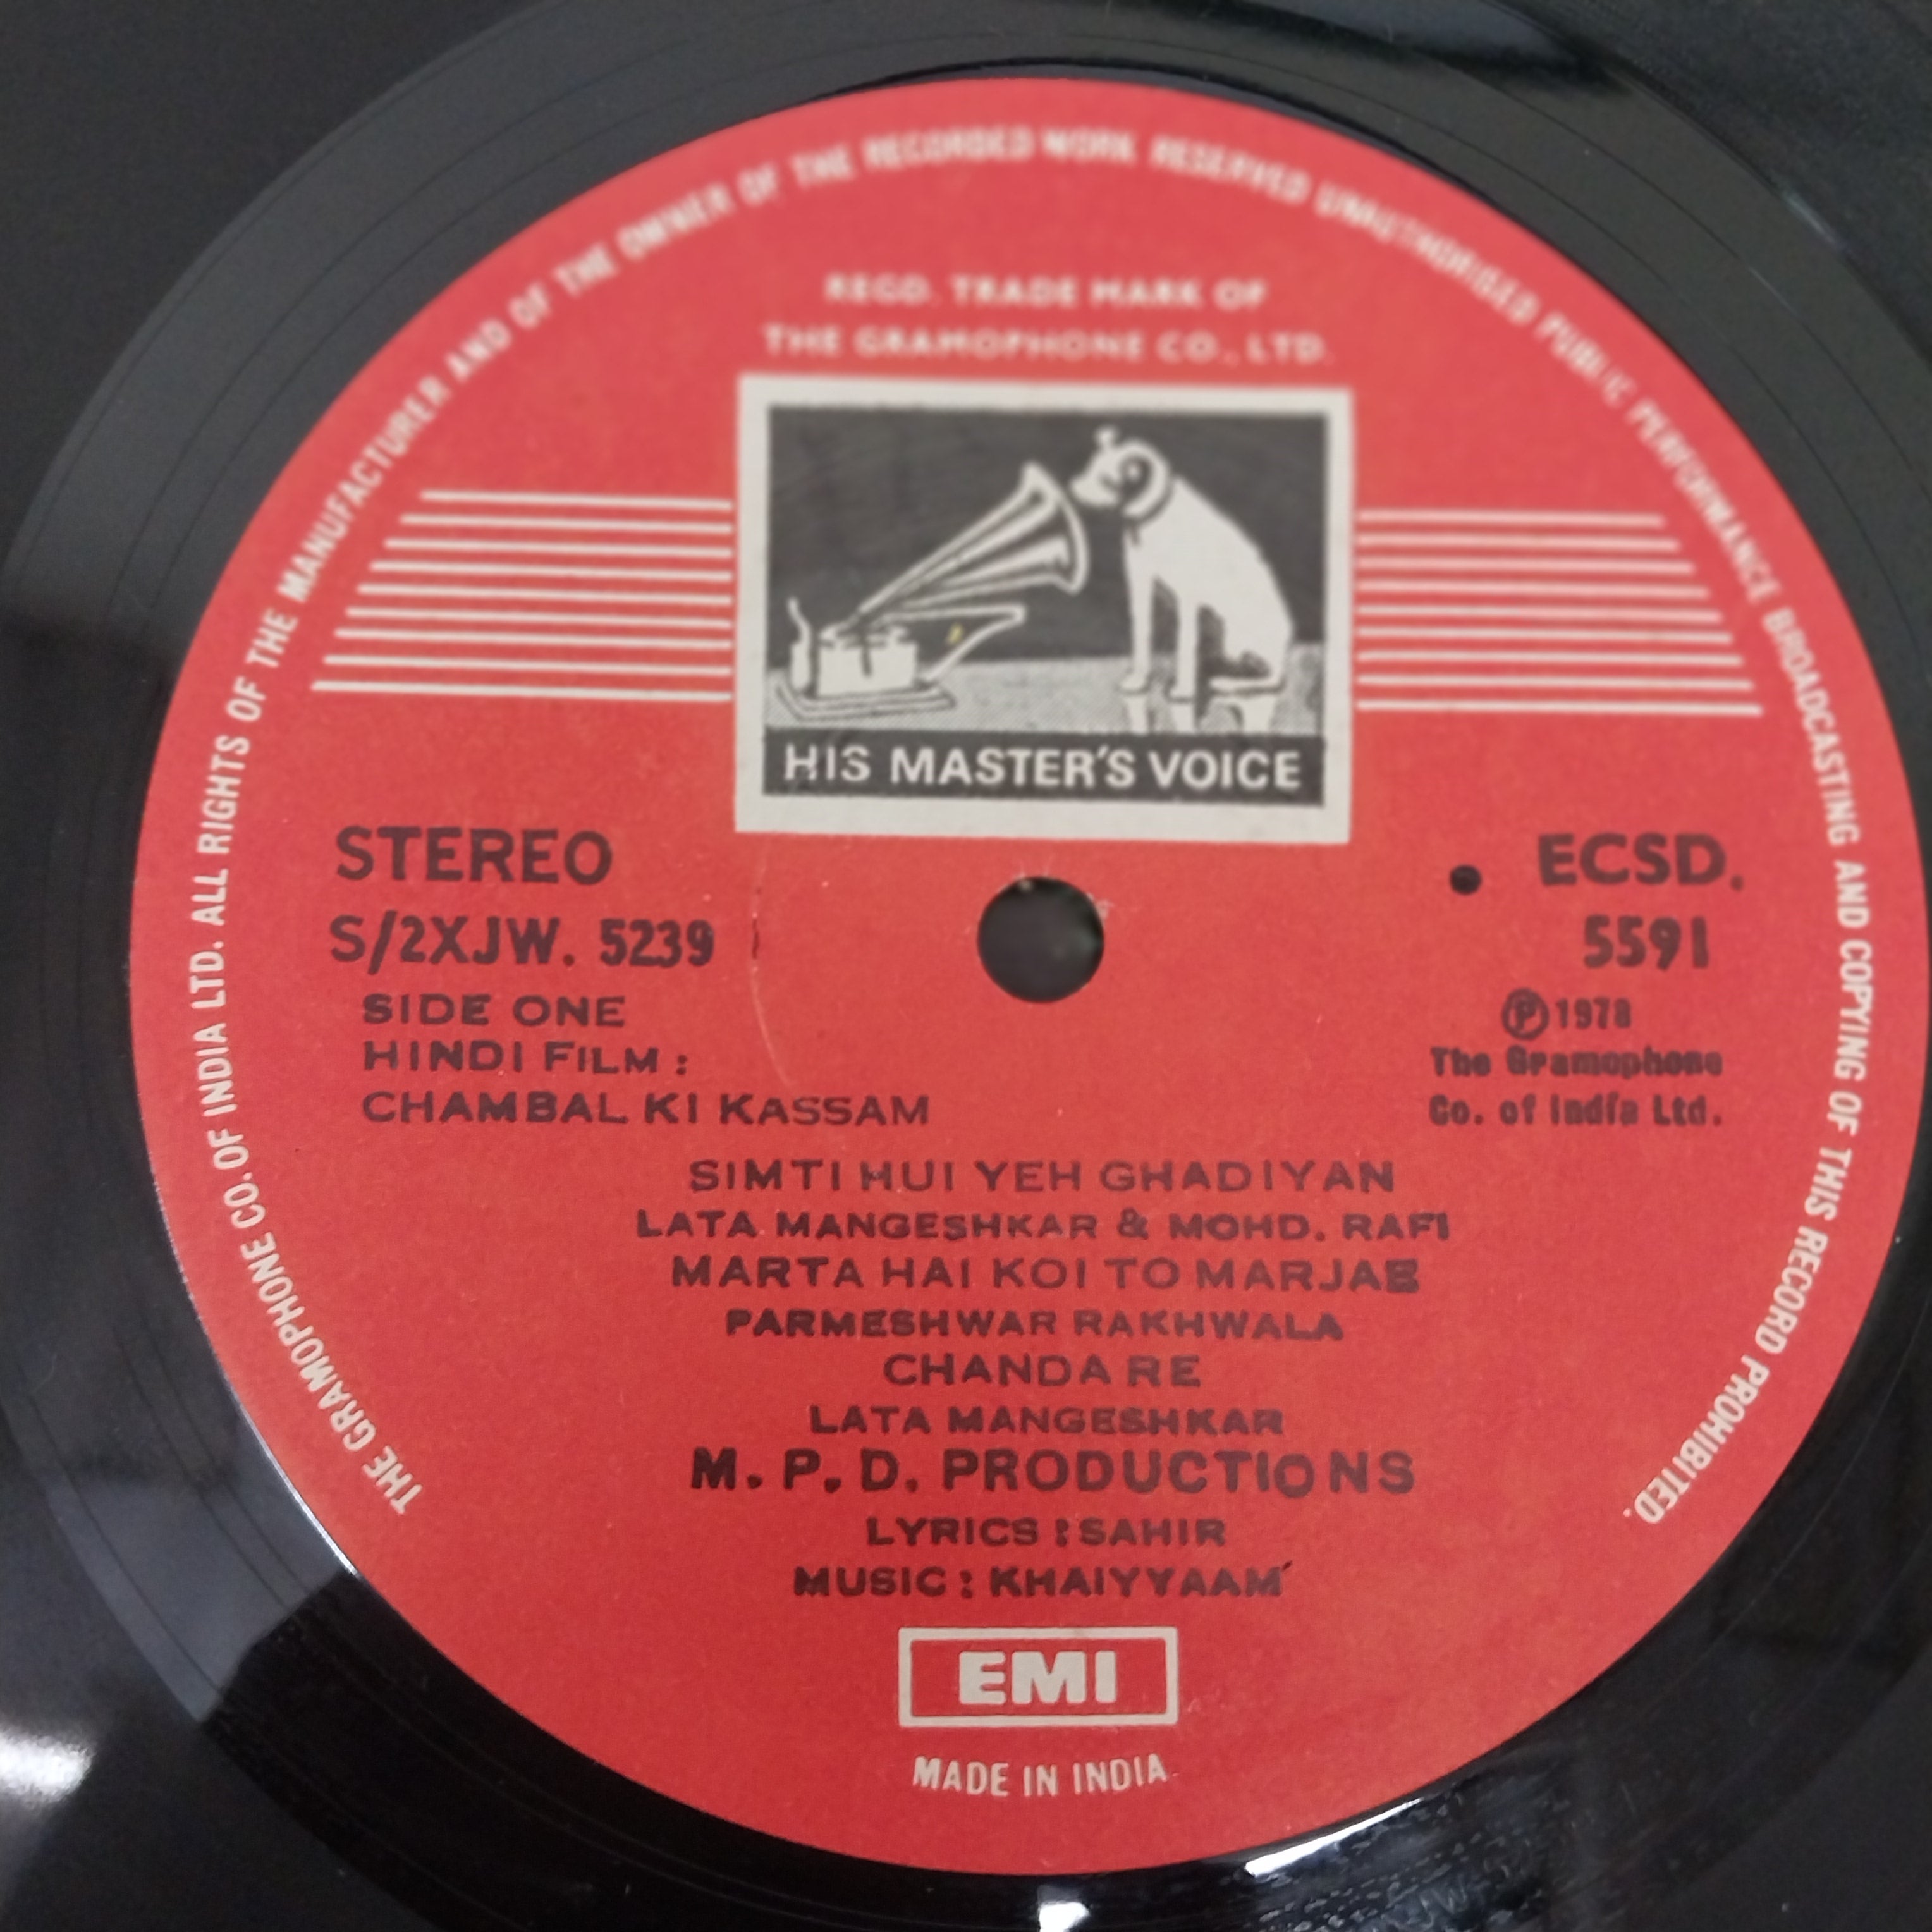 THE GRAMOPHONE CO. OF INDIA LTD. ALL RIGHTS OF THE MANUFACTURER AND OF THE OWNER OF THE RECORDED WORK RESERVED UNAUTHORISED PUBLIC PERFORMANCE BROADCASTING AND COPYING OF THIS RECORD PROHIBITED.
REGD. TRADE MARK OF
THE GRAMOPHONE CO., LTD.
HIS MASTER'S VOICE
STEREO
S/2XJW. 5239
SIDE ONE
HINDI FILM :
CHAMBAL KI KASSAM
ECSD.
5591
℗ 1978
The Gramophone
Co. of India Ltd.
SIMTI HUI YEH GHADIYAN
LATA MANGESHKAR & MOHD. RAFI
MARTA HAI KOI TO MARJAE
PARMESHWAR RAKHWALA
CHANDA RE
LATA MANGESHKAR
M. P. D. PRODUCTIONS
LYRICS : SAHIR
MUSIC : KHAIYYAAM
EMI
MADE IN INDIA